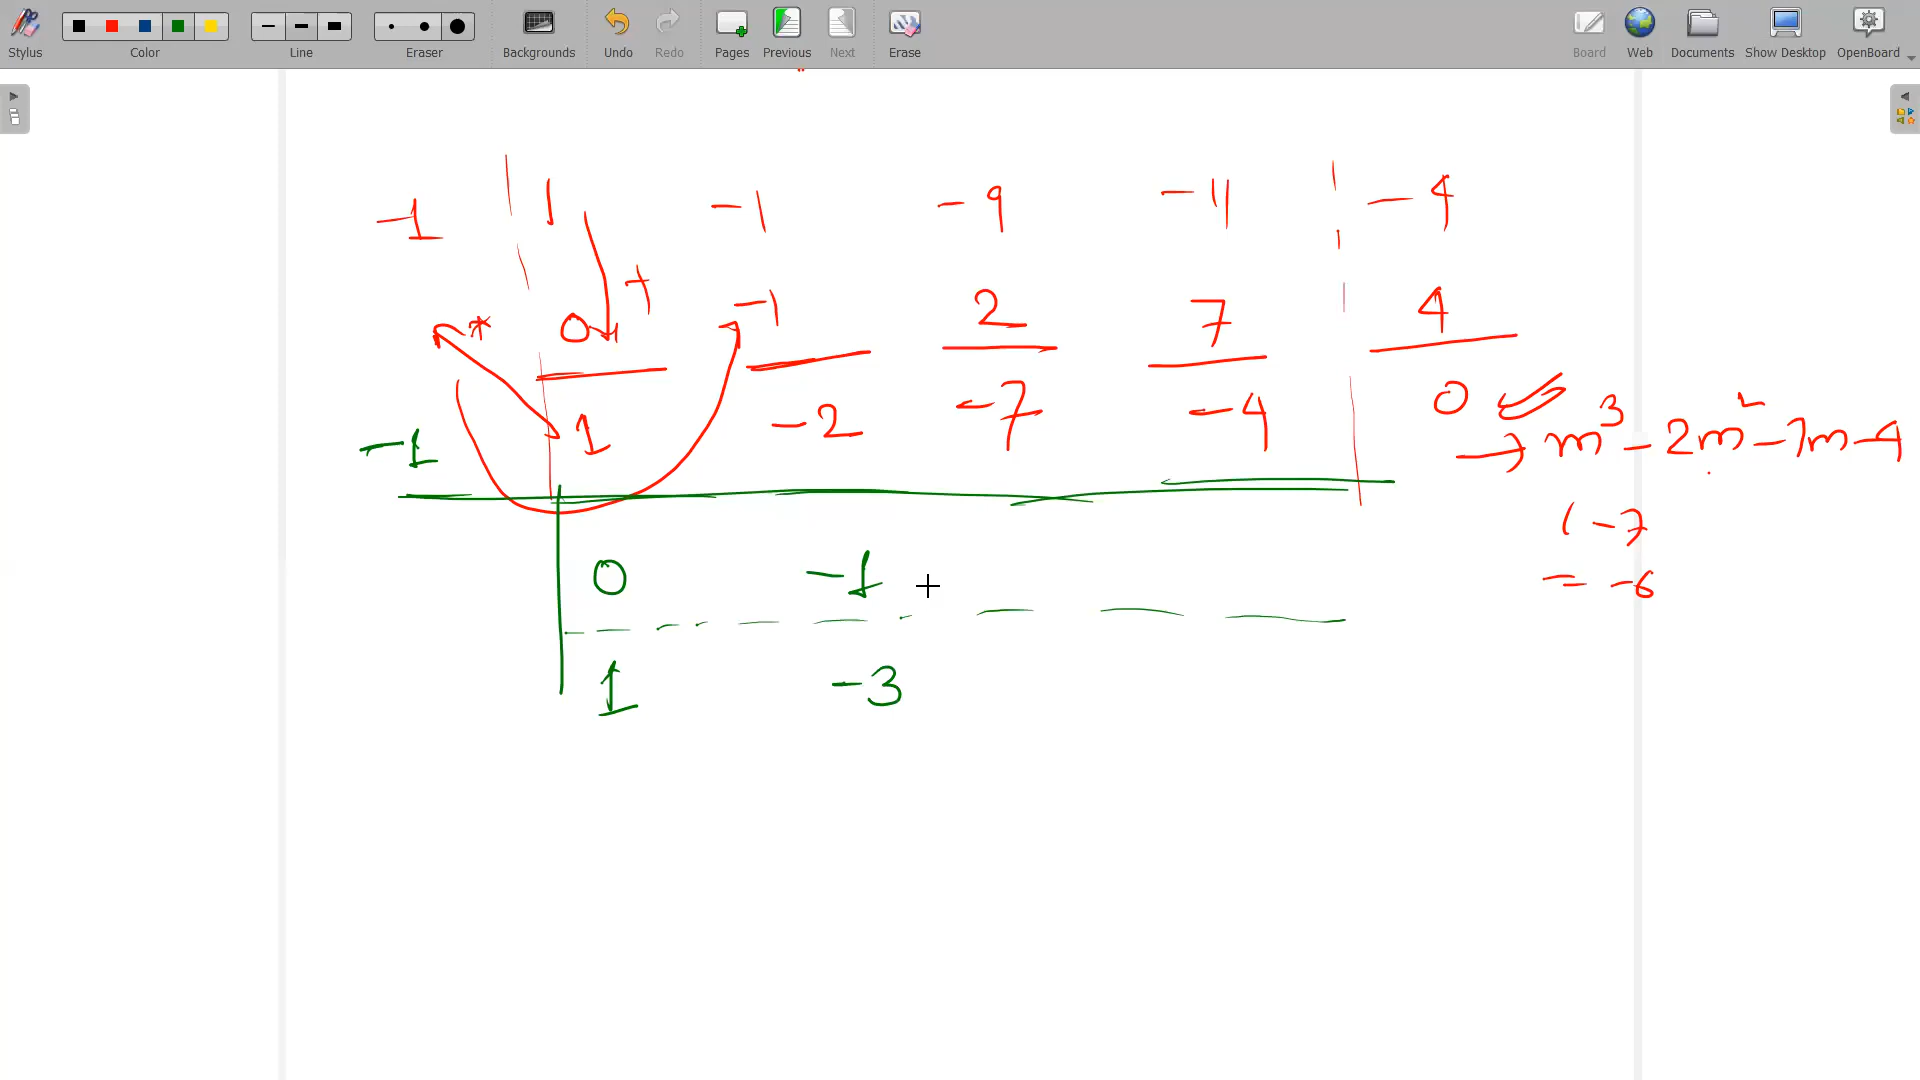 Stylus Color Line Eraser Backgrounds Undo Redo Pages Previous Next Erase Board Web Documents Show Desktop OpenBoard
-1 1 -1 -9 -11 -4
* 0 + -1 2 7 4
1 -2 -7 -4 0
→ m³ - 2m² - 7m - 4
-1
( -7
= -6
0 -1
1 -3